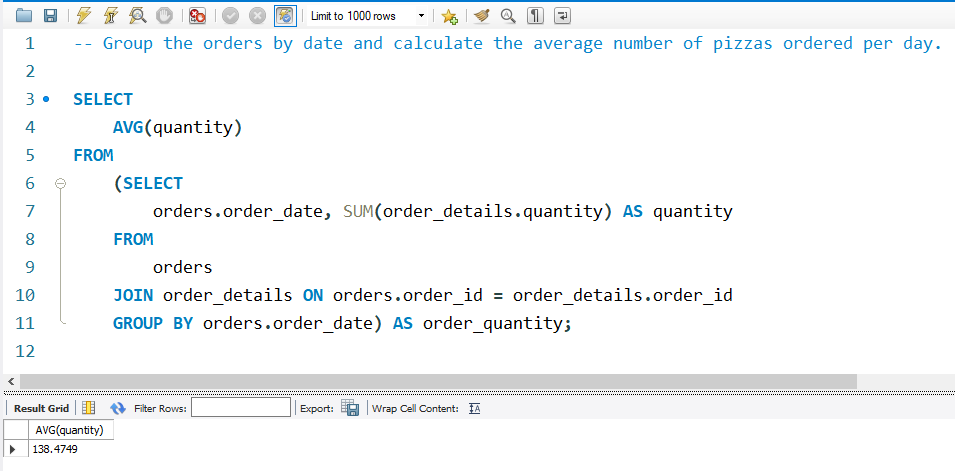 Limit to 1000 rows
1 -- Group the orders by date and calculate the average number of pizzas ordered per day.
2
3 SELECT
4 AVG(quantity)
5 FROM
6 (SELECT
7 orders.order_date, SUM(order_details.quantity) AS quantity
8 FROM
9 orders
10 JOIN order_details ON orders.order_id = order_details.order_id
11 GROUP BY orders.order_date) AS order_quantity;
12
Result Grid Filter Rows: Export: Wrap Cell Content: IA
AVG(quantity)
138.4749